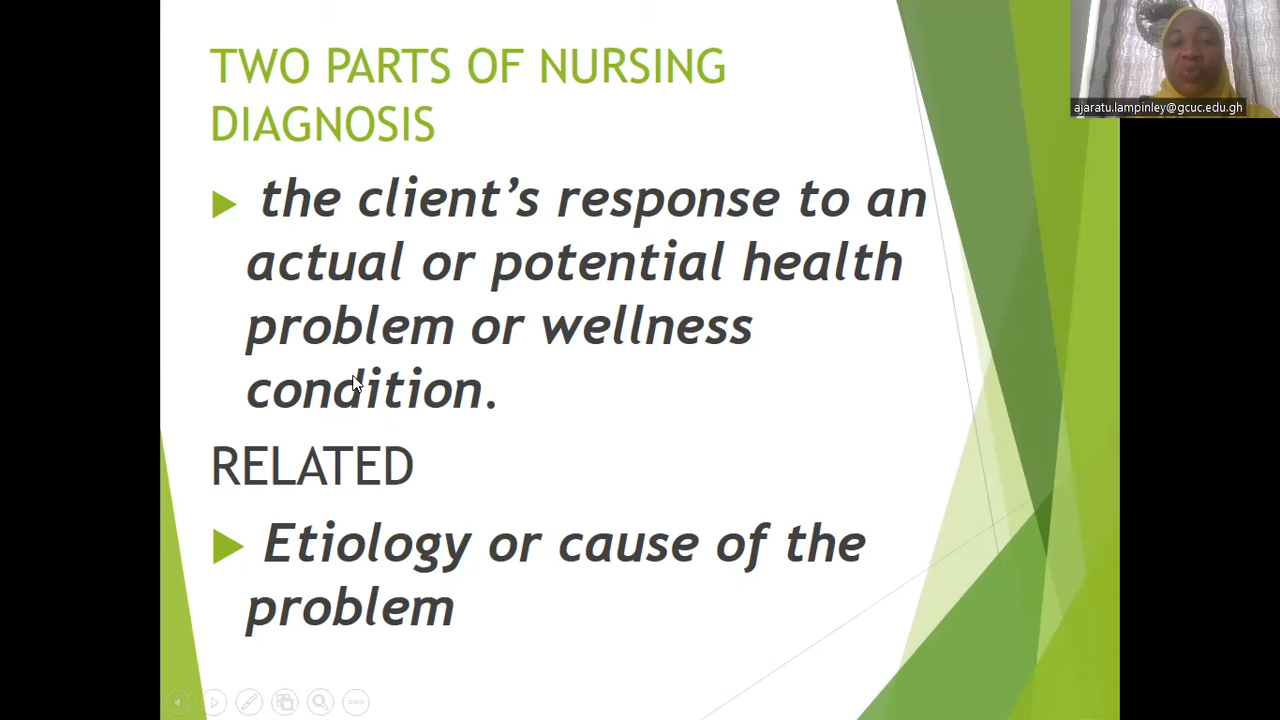 TWO PARTS OF NURSING
DIAGNOSIS
the client’s response to an
actual or potential health
problem or wellness
condition.
RELATED
Etiology or cause of the
problem
ajaratu.lampinley@gcuc.edu.gh